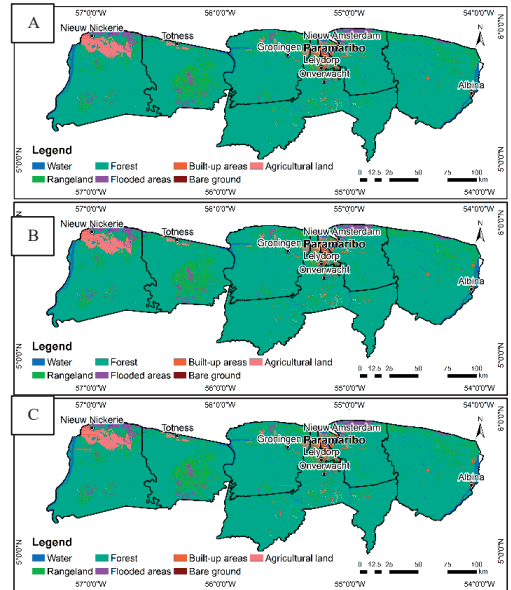 A
57°0'0"W 56°0'0"W 55°0'0"W 54°0'0"W
6°0'0"N
N
Nieuw Nickerie
Totness
Nieuw Amsterdam
Groningen
Paramaribo
Lelydorp
Onverwacht
Albina
5°0'0"N
Legend
Water Forest Built-up areas Agricultural land
Rangeland Flooded areas Bare ground
0 12.5 25 50 75 100
km
57°0'0"W 56°0'0"W 55°0'0"W 54°0'0"W
B
57°0'0"W 56°0'0"W 55°0'0"W 54°0'0"W
6°0'0"N
N
Nieuw Nickerie
Totness
Nieuw Amsterdam
Groningen
Paramaribo
Lelydorp
Onverwacht
Albina
5°0'0"N
Legend
Water Forest Built-up areas Agricultural land
Rangeland Flooded areas Bare ground
0 12.5 25 50 75 100
km
57°0'0"W 56°0'0"W 55°0'0"W 54°0'0"W
C
57°0'0"W 56°0'0"W 55°0'0"W 54°0'0"W
6°0'0"N
N
Nieuw Nickerie
Totness
Nieuw Amsterdam
Groningen
Paramaribo
Lelydorp
Onverwacht
Albina
5°0'0"N
Legend
Water Forest Built-up areas Agricultural land
Rangeland Flooded areas Bare ground
0 12.5 25 50 75 100
km
57°0'0"W 56°0'0"W 55°0'0"W 54°0'0"W